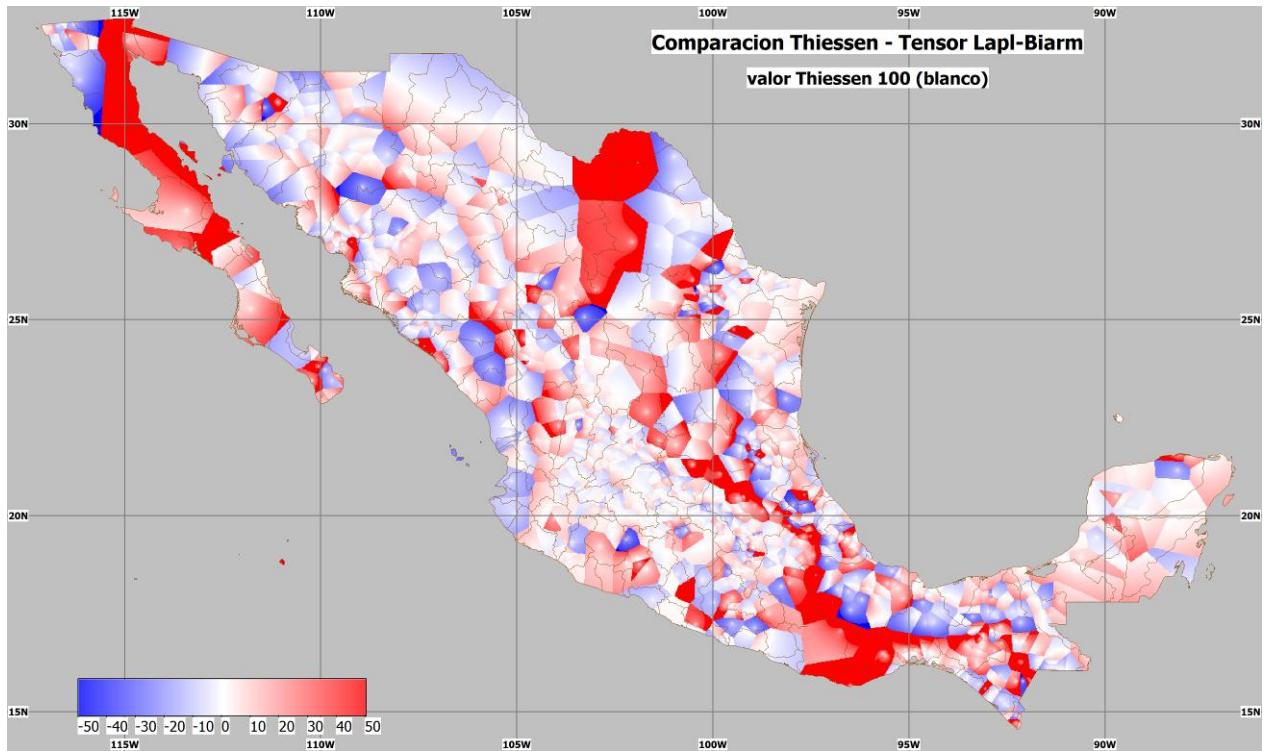 115W 110W 105W 100W 95W 90W
Comparacion Thiessen - Tensor Lapl-Biarm
valor Thiessen 100 (blanco)
30N 30N
25N 25N
20N 20N
15N 15N
-50 -40 -30 -20 -10 0 10 20 30 40 50
115W 110W 105W 100W 95W 90W